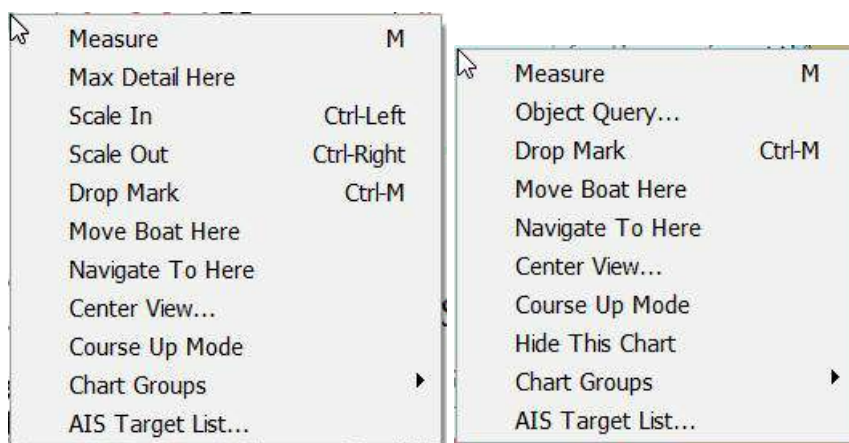 Measure M
Max Detail Here
Scale In Ctrl-Left
Scale Out Ctrl-Right
Drop Mark Ctrl-M
Move Boat Here
Navigate To Here
Center View...
Course Up Mode
Chart Groups
AIS Target List...
Measure M
Object Query...
Drop Mark Ctrl-M
Move Boat Here
Navigate To Here
Center View...
Course Up Mode
Hide This Chart
Chart Groups
AIS Target List...